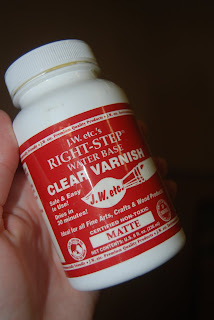 J.W. etc.'s
RIGHT-STEP®
WATER BASE
CLEAR VARNISH
Safe & Easy
to Use!
Dries in
20 minutes!
J.W. etc.
Ideal for all Fine Arts, Crafts & Wood Products
CERTIFIED NON-TOXIC
MATTE